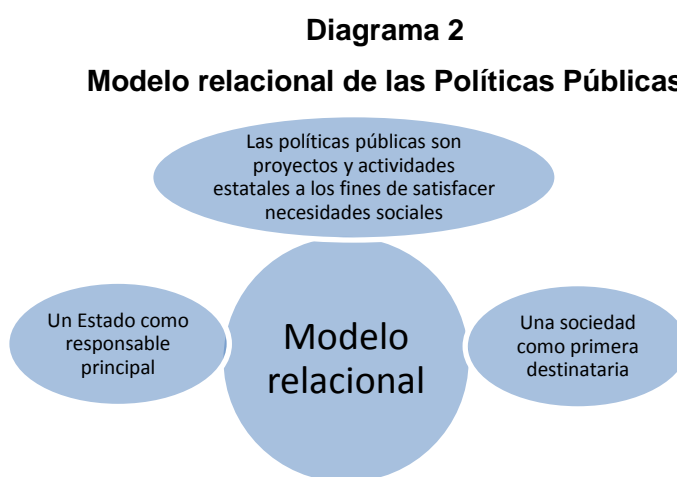 Diagrama 2
Modelo relacional de las Políticas Públicas
Las políticas públicas son
proyectos y actividades
estatales a los fines de satisfacer
necesidades sociales
Un Estado como
responsable
principal
Modelo
relacional
Una sociedad
como primera
destinataria